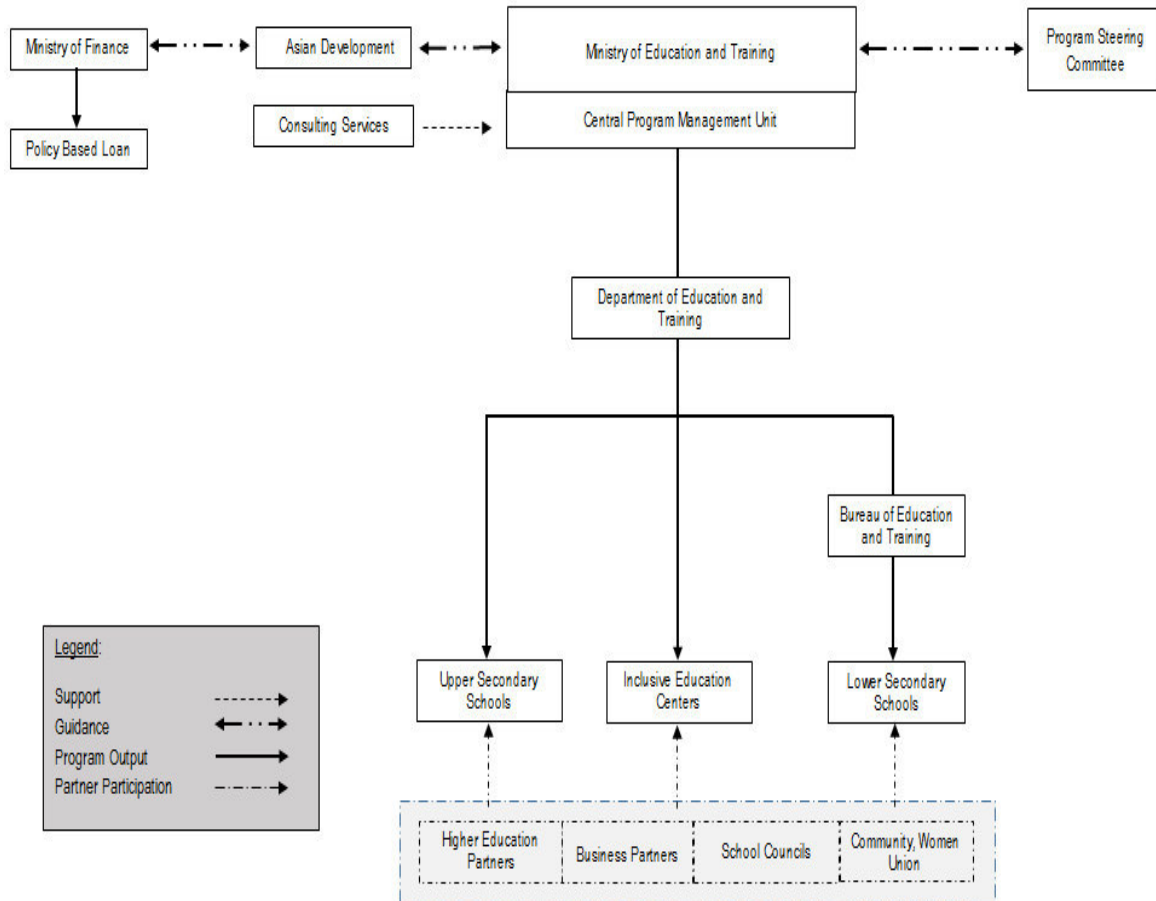 Ministry of Finance
Asian Development
Ministry of Education and Training
Program Steering
Committee
Consulting Services
Central Program Management Unit
Policy Based Loan
Department of Education and
Training
Bureau of Education
and Training
Legend:
Support
Guidance
Program Output
Partner Participation
Upper Secondary
Schools
Inclusive Education
Centers
Lower Secondary
Schools
Higher Education
Partners
Business Partners
School Councils
Community, Women
Union